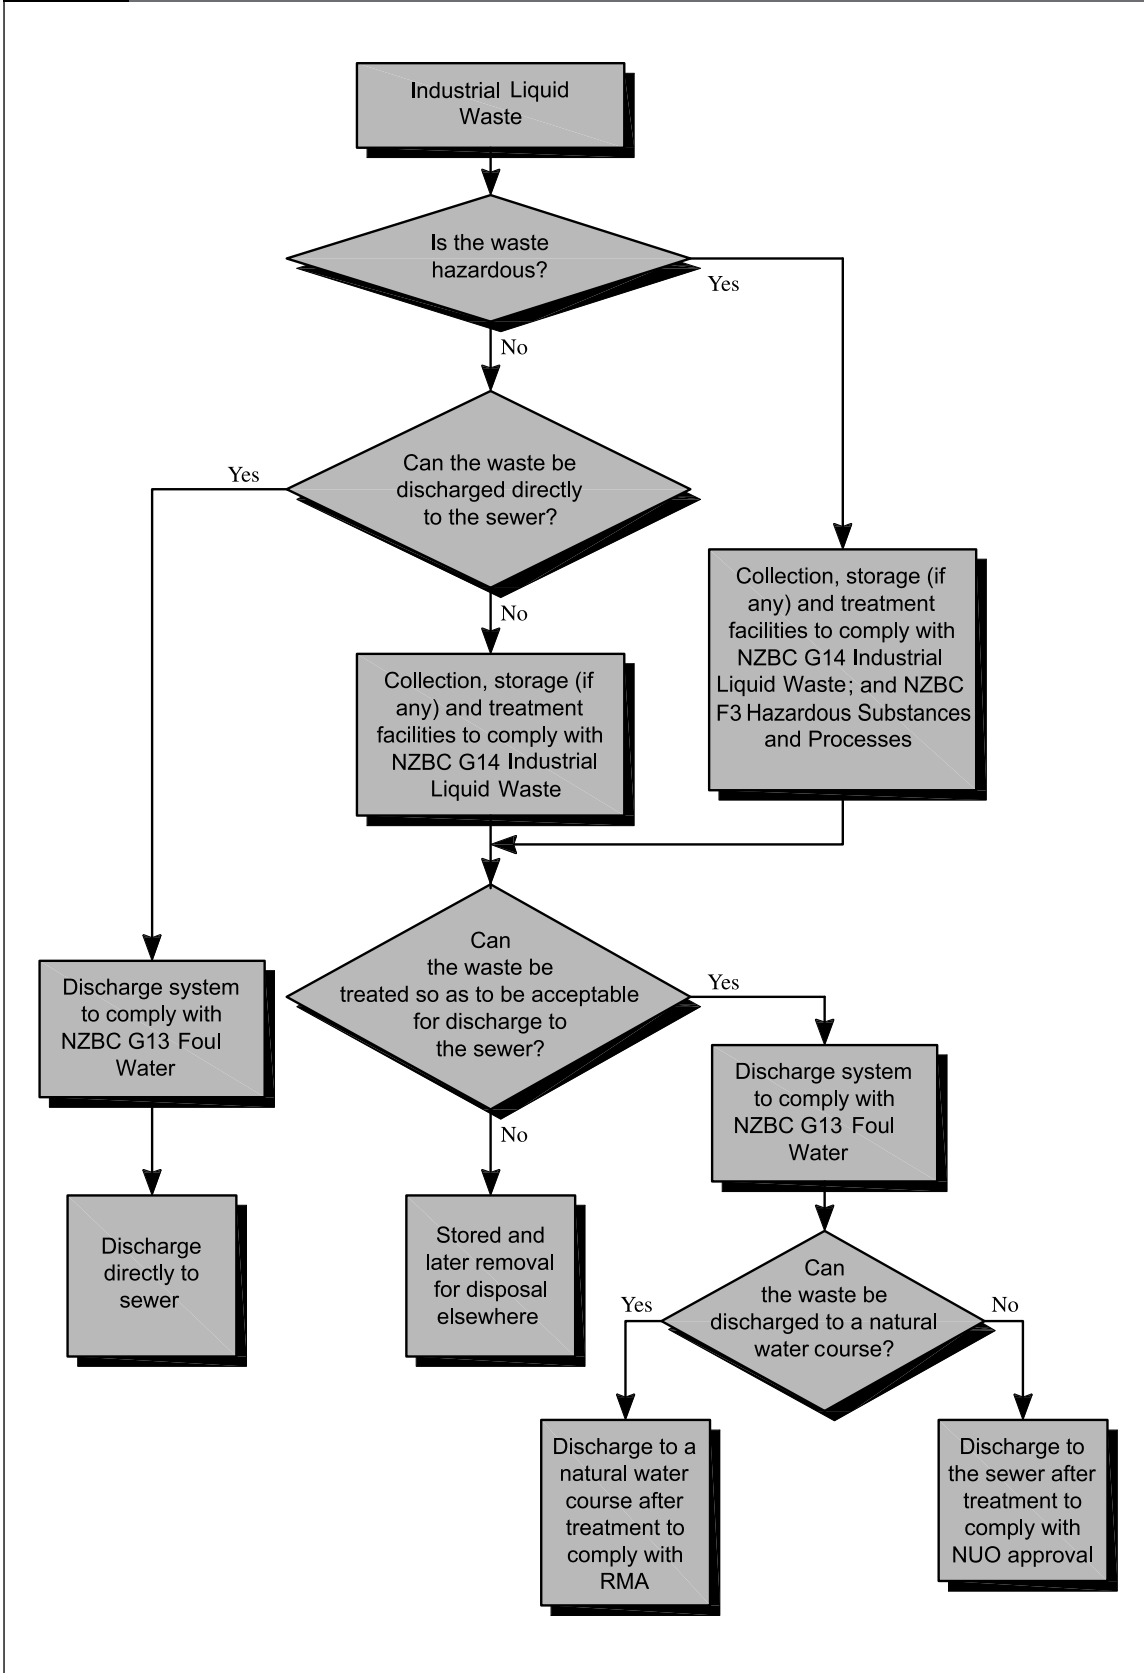 Industrial Liquid
Waste
Is the waste
hazardous?
Yes
No
Can the waste be
discharged directly
to the sewer?
Yes
No
Collection, storage (if
any) and treatment
facilities to comply with
NZBC G14 Industrial
Liquid Waste; and NZBC
F3 Hazardous Substances
and Processes
Collection, storage (if
any) and treatment
facilities to comply with
NZBC G14 Industrial
Liquid Waste
Can
the waste be
treated so as to be acceptable
for discharge to
the sewer?
Yes
No
Discharge system
to comply with
NZBC G13 Foul
Water
Discharge system
to comply with
NZBC G13 Foul
Water
Discharge
directly to
sewer
Stored and
later removal
for disposal
elsewhere
Can
the waste be
discharged to a natural
water course?
Yes
No
Discharge to a
natural water
course after
treatment to
comply with
RMA
Discharge to
the sewer after
treatment to
comply with
NUO approval